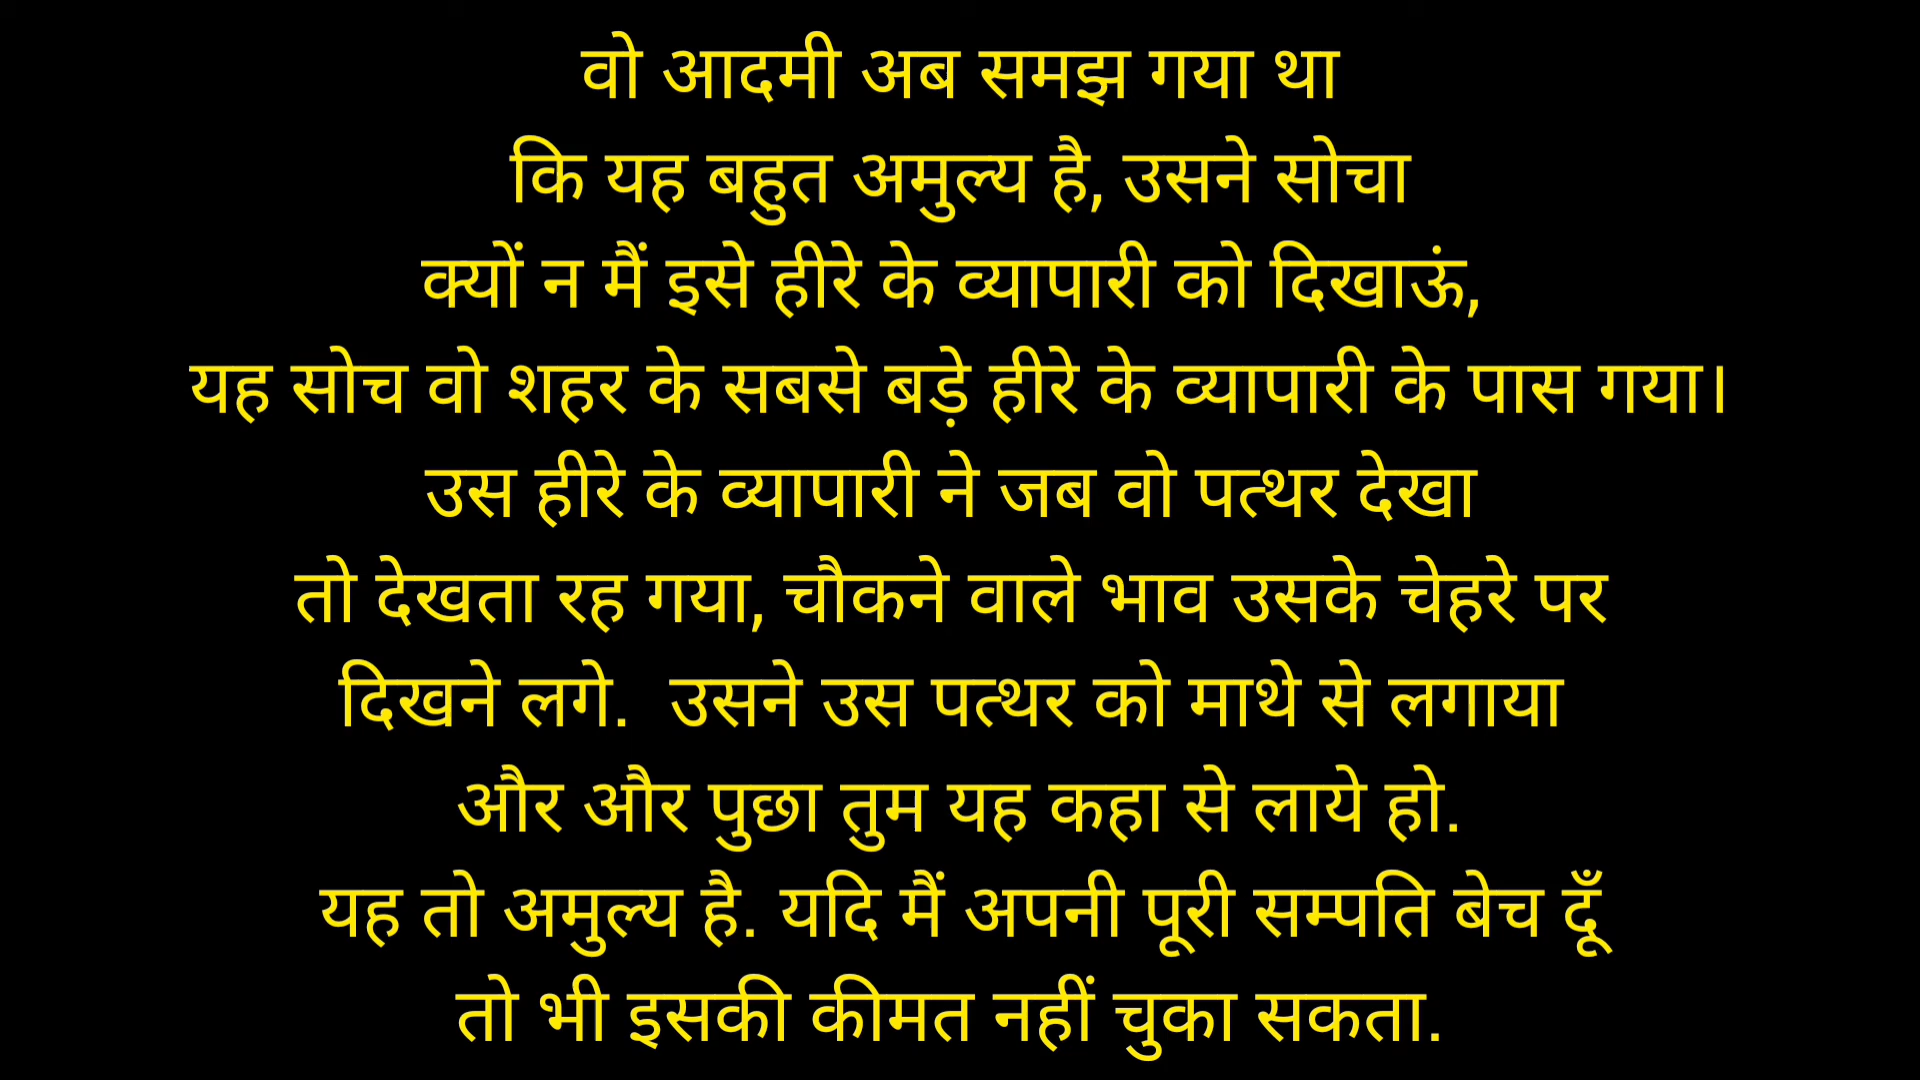 वो आदमी अब समझ गया था
कि यह बहुत अमुल्य है, उसने सोचा
क्यों न मैं इसे हीरे के व्यापारी को दिखाऊं,
यह सोच वो शहर के सबसे बड़े हीरे के व्यापारी के पास गया।
उस हीरे के व्यापारी ने जब वो पत्थर देखा
तो देखता रह गया, चौकने वाले भाव उसके चेहरे पर
दिखने लगे.  उसने उस पत्थर को माथे से लगाया
और और पुछा तुम यह कहा से लाये हो.
यह तो अमुल्य है. यदि मैं अपनी पूरी सम्पति बेच दूँ
तो भी इसकी कीमत नहीं चुका सकता.